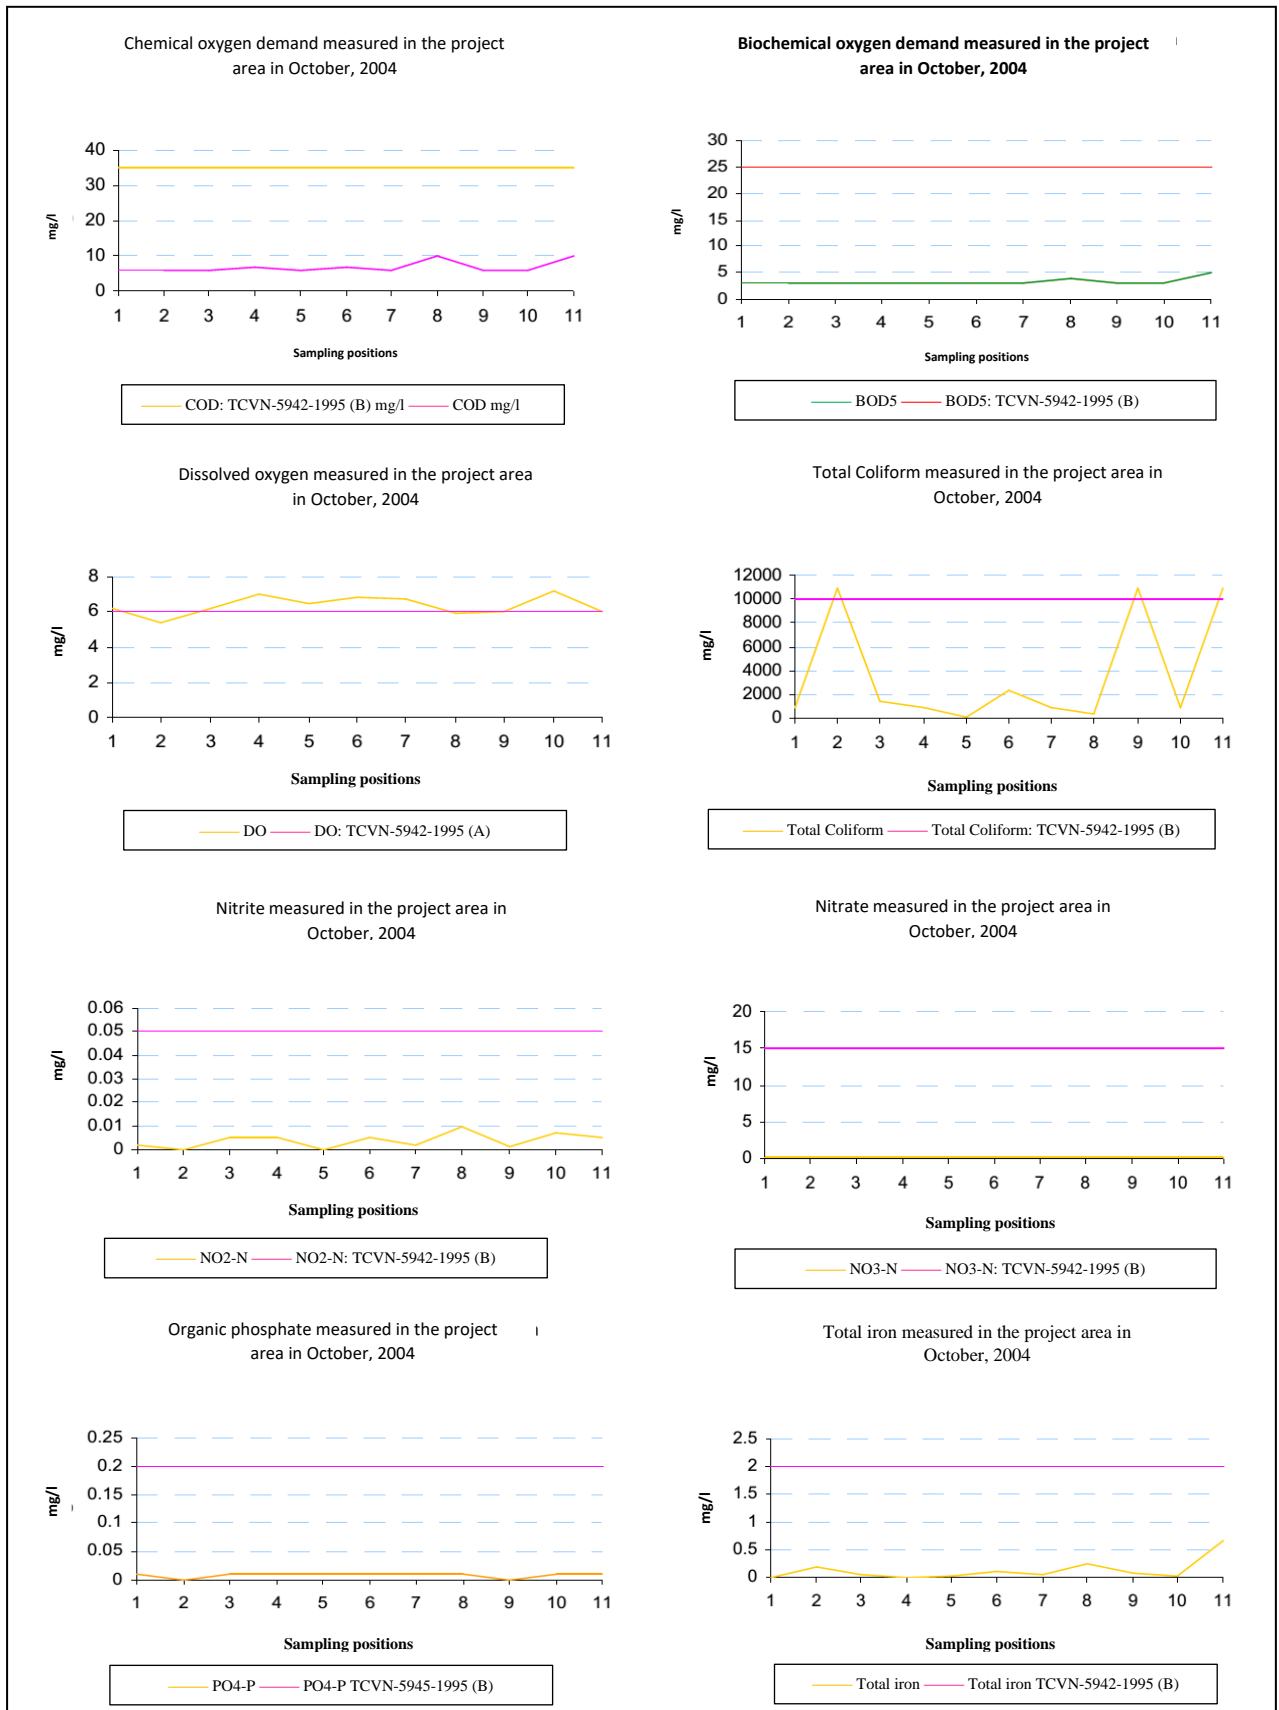 Chemical oxygen demand measured in the project
area in October, 2004
40
30
20
10
0
mg/l
1 2 3 4 5 6 7 8 9 10 11
Sampling positions
COD: TCVN-5942-1995 (B) mg/l COD mg/l
Biochemical oxygen demand measured in the project
area in October, 2004
30
25
20
15
10
5
0
mg/l
1 2 3 4 5 6 7 8 9 10 11
Sampling positions
BOD5 BOD5: TCVN-5942-1995 (B)
Dissolved oxygen measured in the project area
in October, 2004
8
6
4
2
0
mg/l
1 2 3 4 5 6 7 8 9 10 11
Sampling positions
DO DO: TCVN-5942-1995 (A)
Total Coliform measured in the project area in
October, 2004
12000
10000
8000
6000
4000
2000
0
mg/l
1 2 3 4 5 6 7 8 9 10 11
Sampling positions
Total Coliform Total Coliform: TCVN-5942-1995 (B)
Nitrite measured in the project area in
October, 2004
0.06
0.05
0.04
0.03
0.02
0.01
0
mg/l
1 2 3 4 5 6 7 8 9 10 11
Sampling positions
NO2-N NO2-N: TCVN-5942-1995 (B)
Nitrate measured in the project area in
October, 2004
20
15
10
5
0
mg/l
1 2 3 4 5 6 7 8 9 10 11
Sampling positions
NO3-N NO3-N: TCVN-5942-1995 (B)
Organic phosphate measured in the project
area in October, 2004
0.25
0.2
0.15
0.1
0.05
0
mg/l
1 2 3 4 5 6 7 8 9 10 11
Sampling positions
PO4-P PO4-P TCVN-5945-1995 (B)
Total iron measured in the project area in
October, 2004
2.5
2
1.5
1
0.5
0
mg/l
1 2 3 4 5 6 7 8 9 10 11
Sampling positions
Total iron Total iron TCVN-5942-1995 (B)